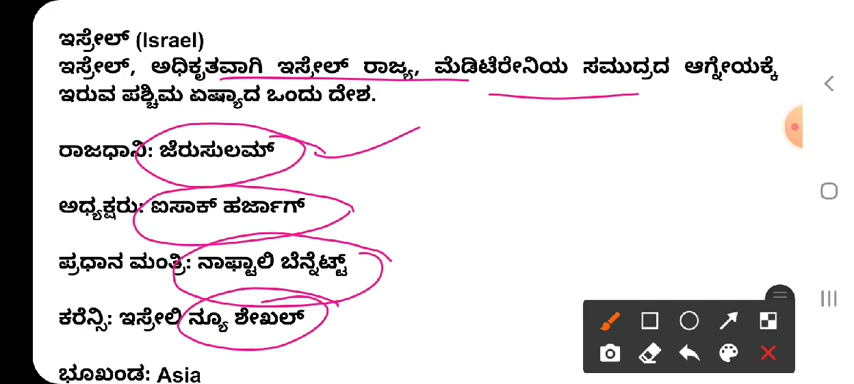 ಇಸ್ರೇಲ್ (Israel)
ಇಸ್ರೇಲ್, ಅಧಿಕೃತವಾಗಿ ಇಸ್ರೇಲ್ ರಾಜ್ಯ, ಮೆಡಿಟೆರೇನಿಯ ಸಮುದ್ರದ ಆಗ್ನೇಯಕ್ಕೆ
ಇರುವ ಪಶ್ಚಿಮ ಏಷ್ಯಾದ ಒಂದು ದೇಶ.
ರಾಜಧಾನಿ: ಜೆರುಸುಲಮ್
ಅಧ್ಯಕ್ಷರು: ಐಸಾಕ್ ಹರ್ಜಾಗ್
ಪ್ರಧಾನ ಮಂತ್ರಿ: ನಾಫ್ಟಾಲಿ ಬೆನ್ನೆಟ್ಟ್
ಕರೆನ್ಸಿ: ಇಸ್ರೇಲಿ ನ್ಯೂ ಶೇಖಲ್
ಭೂಖಂಡ: Asia